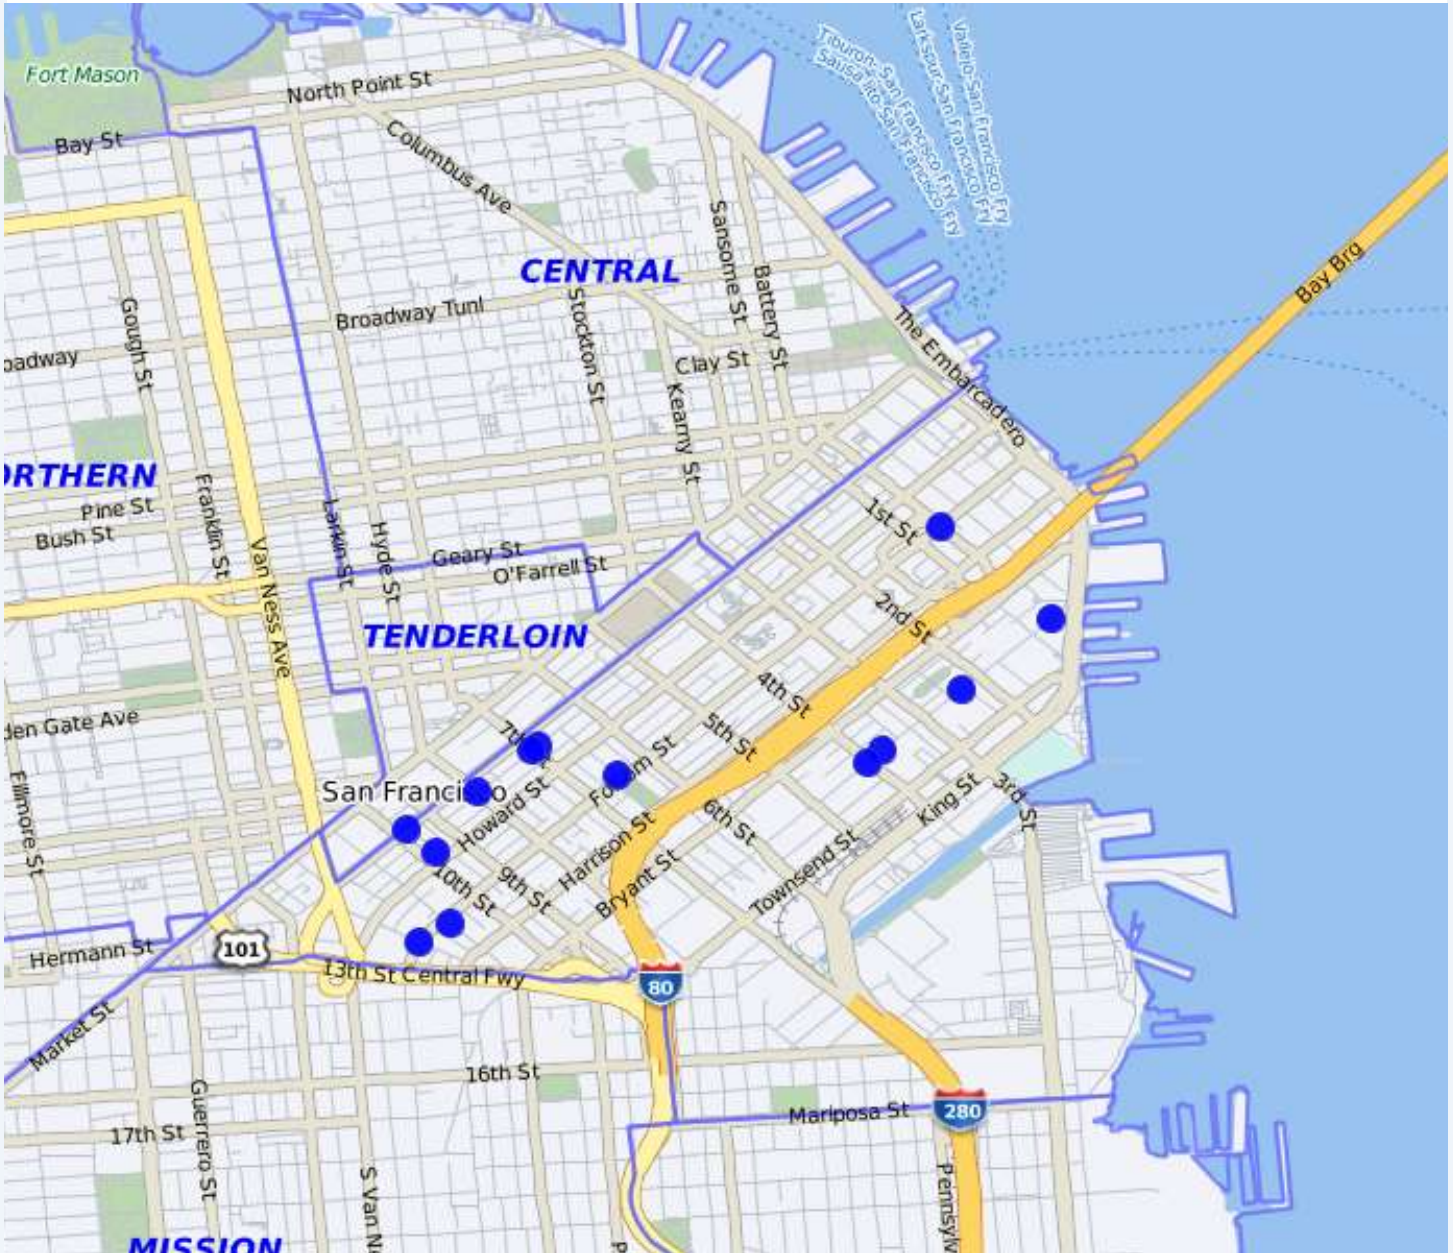 Fort Mason
North Point St
Tiburon- San Francisco Fry
Sausalito-San Francisco Fry
Larkspur-San Francisco Fry
Vallejo-San Francisco Fry
Bay St
Columbus Ave
Sansome St
CENTRAL
Battery St
Bay Brg
Gough St
Broadway Tunl
Stockton St
The Embarcadero
oadway
Clay St
Kearny St
ORTHERN
Pine St
Bush St
Franklin St
Larkin St
Hyde St
Van Ness Ave
Geary St
O'Farrell St
1st St
2nd St
TENDERLOIN
4th St
5th St
den Gate Ave
7th
San Francisco
Howard St
Fillmore St
6th St
King St
3rd St
Harrison St
Bryant St
Townsend St
10th St
9th St
Hermann St
101
13th St Central Fwy
80
Market St
16th St
Guerrero St
17th St
Mariposa St
280
S Van N
Pennsylv
P
MISSION